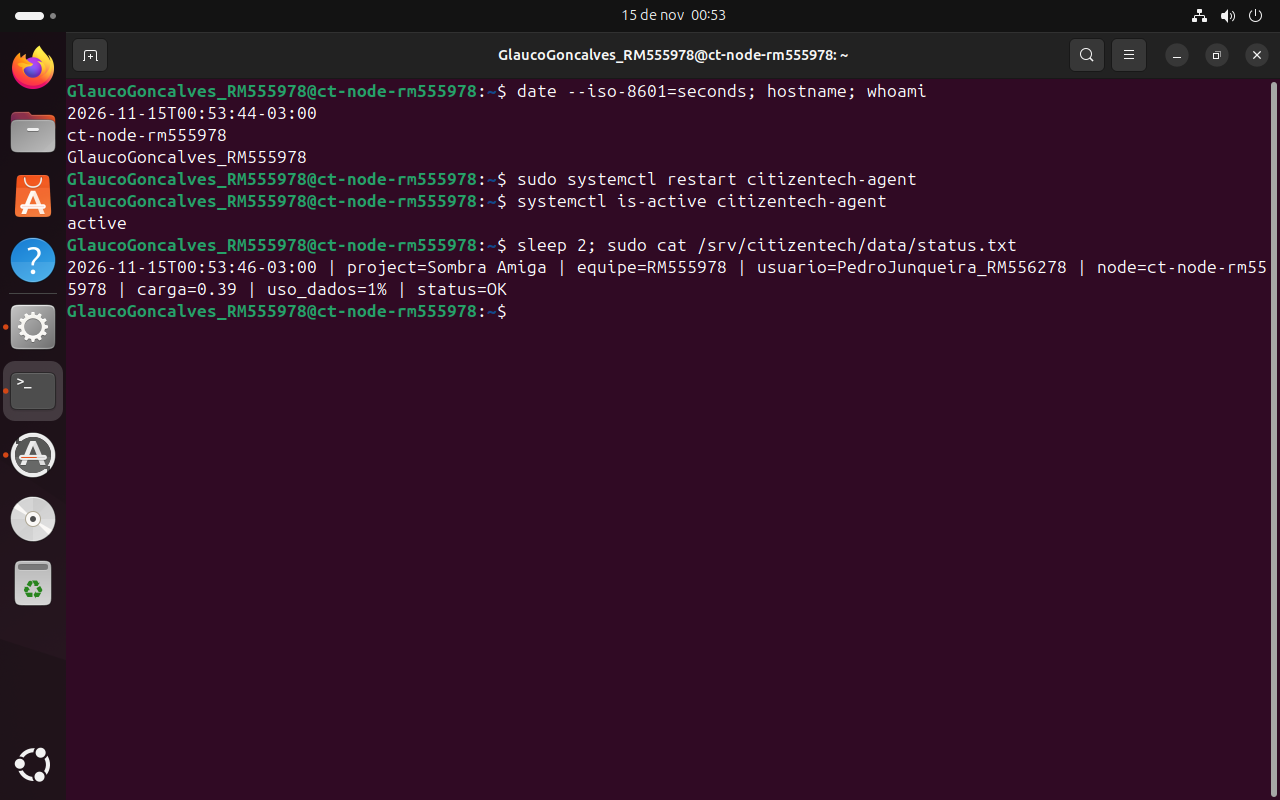 15 de nov 00:53
GlaucoGoncalves_RM555978@ct-node-rm555978: ~
GlaucoGoncalves_RM555978@ct-node-rm555978:~$ date --iso-8601=seconds; hostname; whoami
2026-11-15T00:53:44-03:00
ct-node-rm555978
GlaucoGoncalves_RM555978
GlaucoGoncalves_RM555978@ct-node-rm555978:~$ sudo systemctl restart citizentech-agent
GlaucoGoncalves_RM555978@ct-node-rm555978:~$ systemctl is-active citizentech-agent
active
GlaucoGoncalves_RM555978@ct-node-rm555978:~$ sleep 2; sudo cat /srv/citizentech/data/status.txt
2026-11-15T00:53:46-03:00 | project=Sombra Amiga | equipe=RM555978 | usuario=PedroJunqueira_RM556278 | node=ct-node-rm55
5978 | carga=0.39 | uso_dados=1% | status=OK
GlaucoGoncalves_RM555978@ct-node-rm555978:~$